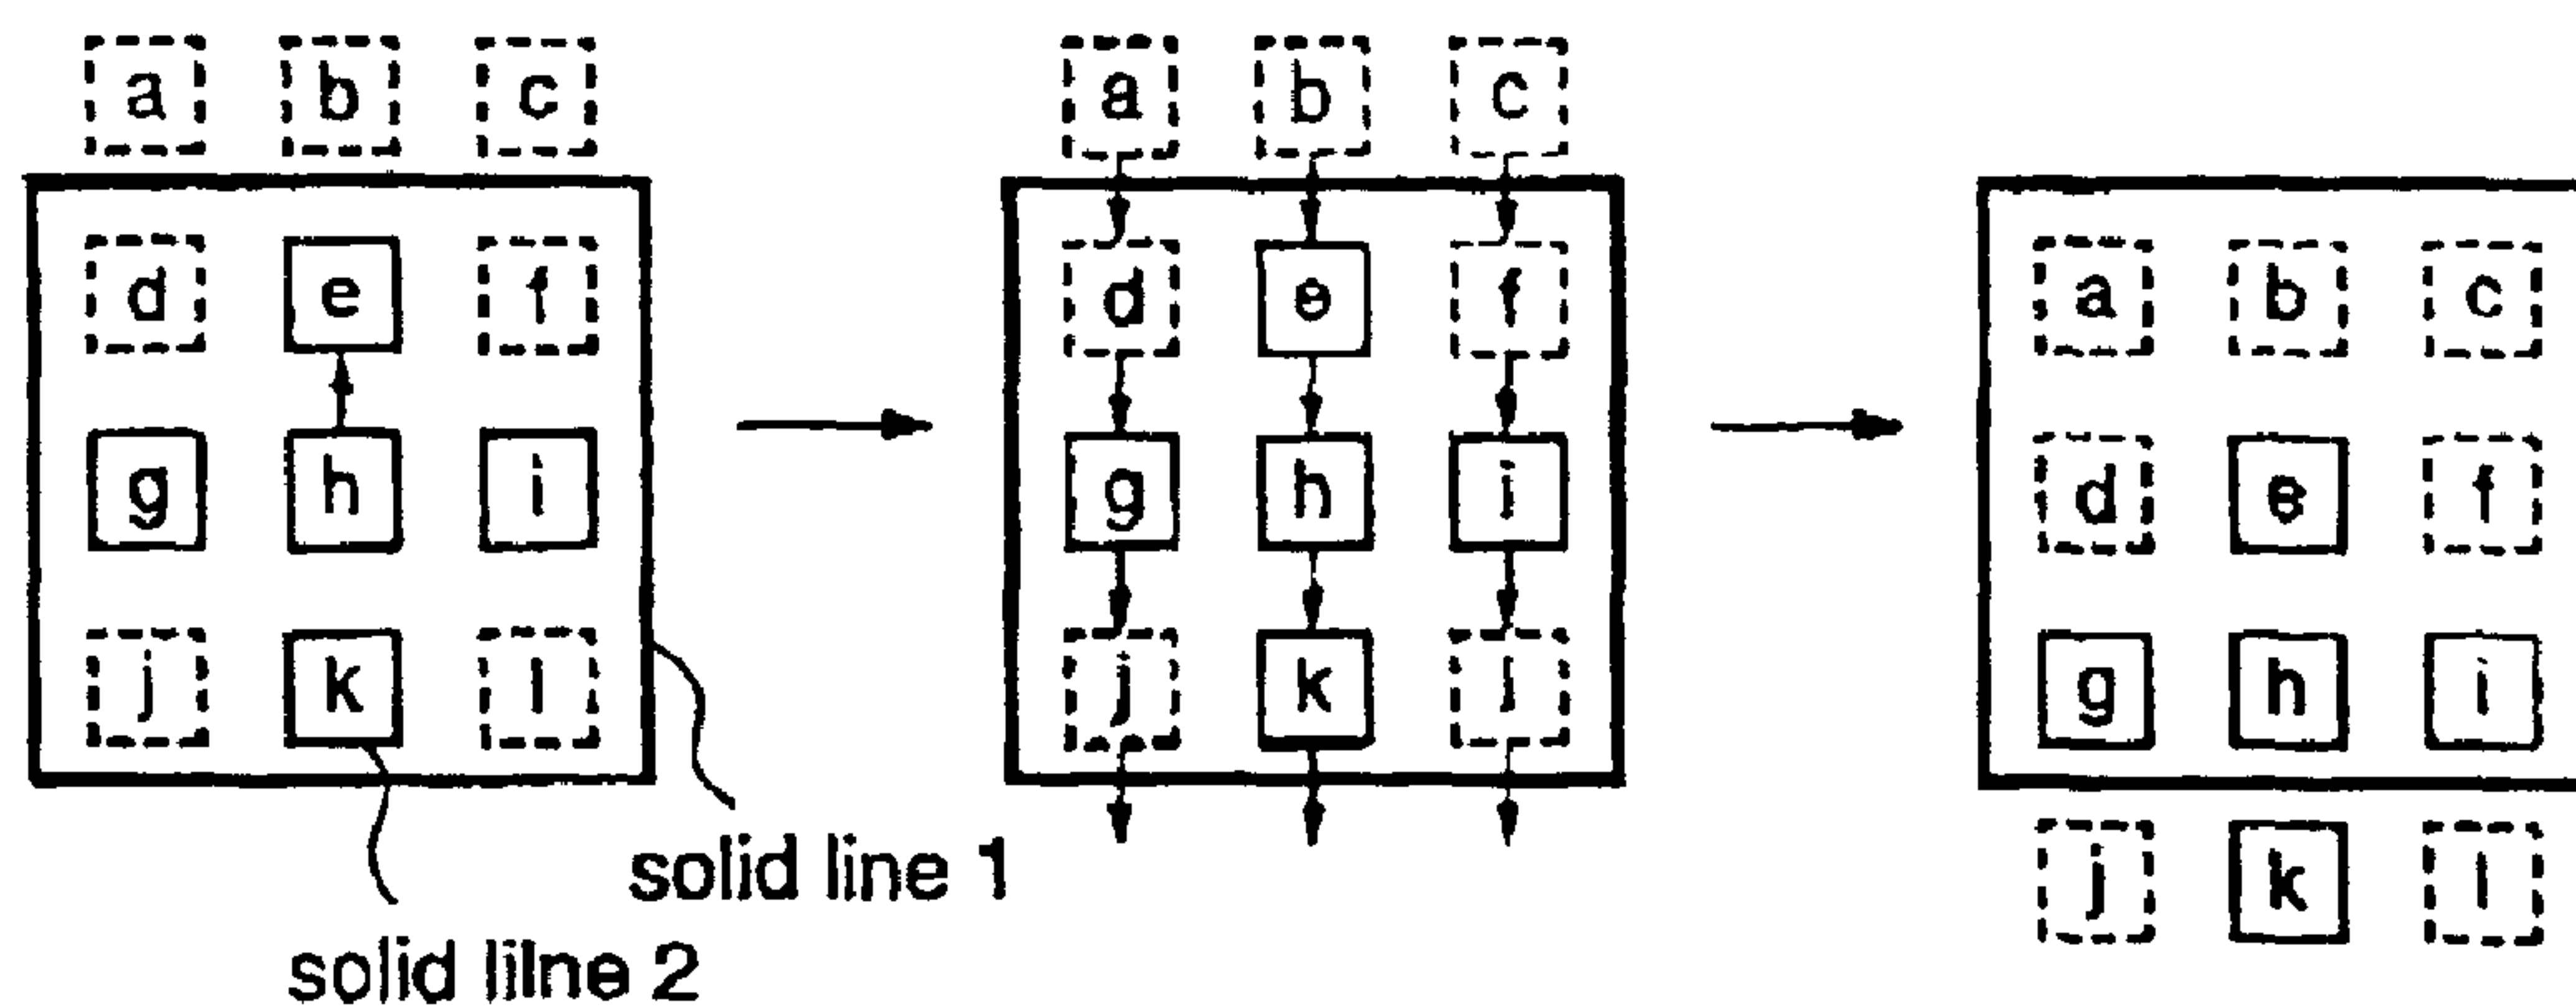 a b c a b c
d e f d e f a b c
g h i g h i d e f
j k l j k l g h i
solid line 1
j k l
solid lilne 2